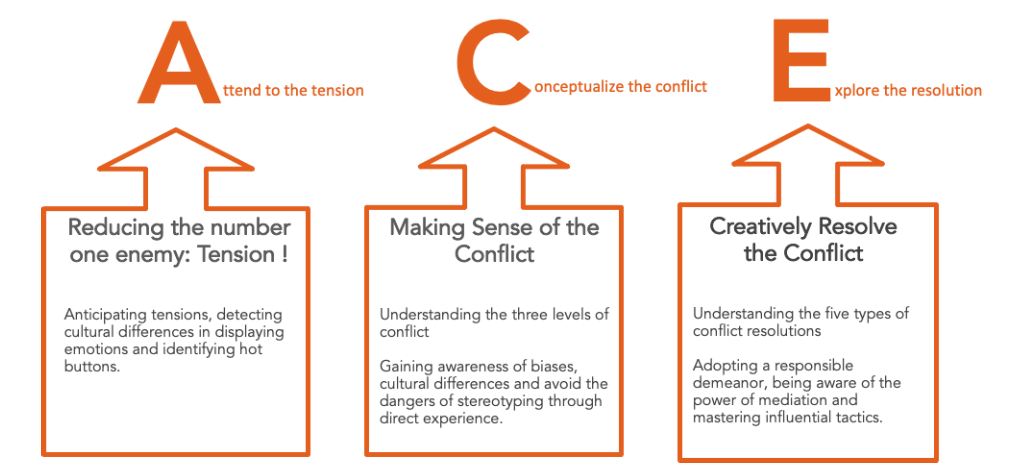 Attend to the tension
Conceptualize the conflict
Explore the resolution
Reducing the number
one enemy: Tension !
Anticipating tensions, detecting
cultural differences in displaying
emotions and identifying hot
buttons.
Making Sense of the
Conflict
Understanding the three levels of
conflict
Gaining awareness of biases,
cultural differences and avoid the
dangers of stereotyping through
direct experience.
Creatively Resolve
the Conflict
Understanding the five types of
conflict resolutions
Adopting a responsible
demeanor, being aware of the
power of mediation and
mastering influential tactics.